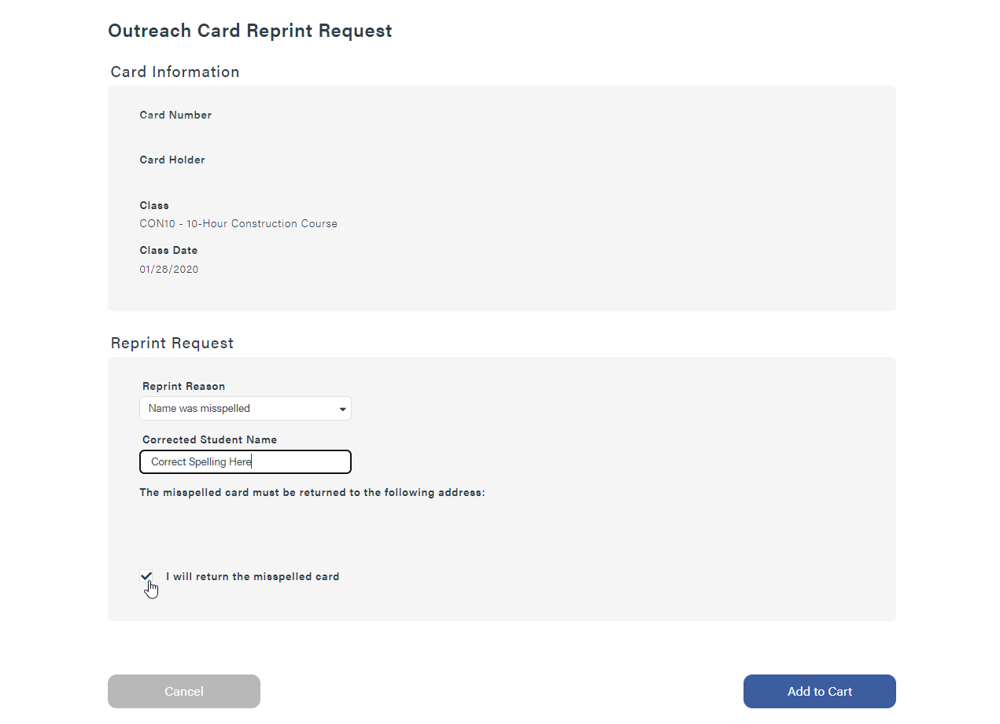 Outreach Card Reprint Request
Card Information
Card Number
Card Holder
Class
CON10 - 10-Hour Construction Course
Class Date
01/28/2020
Reprint Request
Reprint Reason
Name was misspelled
Corrected Student Name
Correct Spelling Here
The misspelled card must be returned to the following address:
I will return the misspelled card
Cancel
Add to Cart